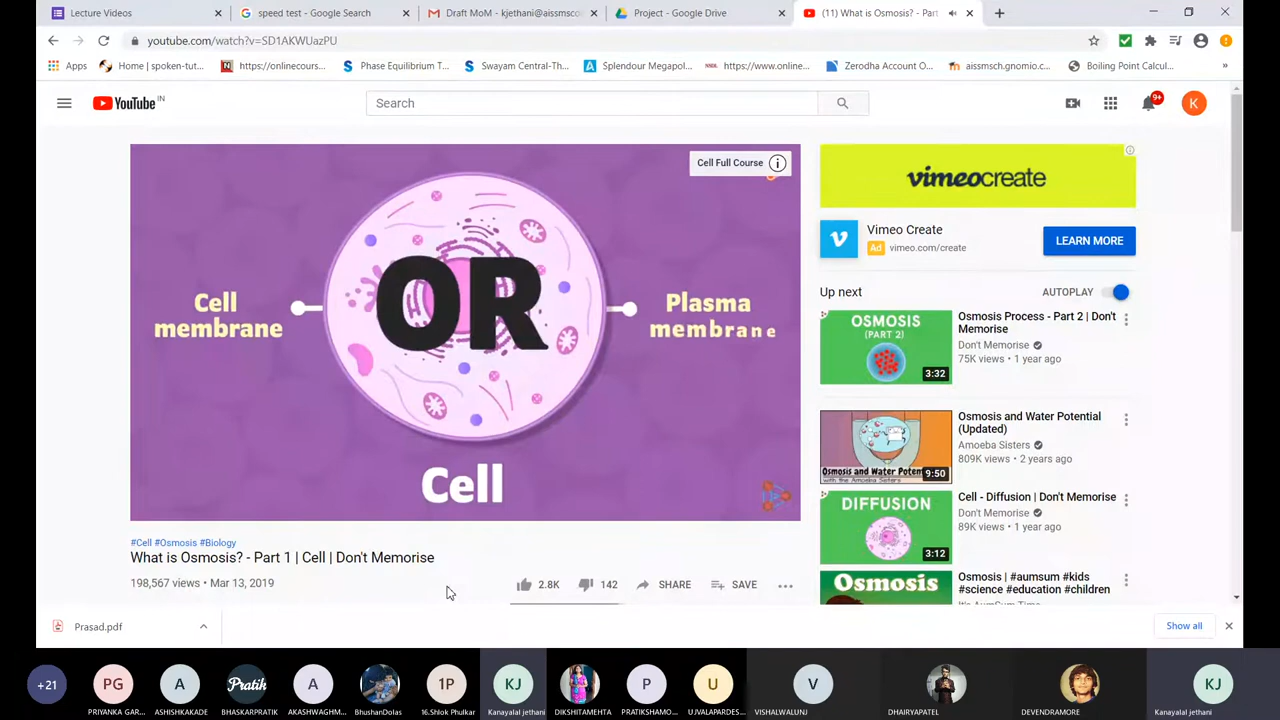 Lecture Videos
speed test - Google Search
Draft MoM - kjethani@aissmsco
Project - Google Drive
(11) What is Osmosis? - Part
youtube.com/watch?v=SD1AKWUazPU
Apps
Home | spoken-tut...
https://onlinecours...
Phase Equilibrium T...
Swayam Central-Th...
Splendour Megapol...
https://www.online...
Zerodha Account O...
aissmsch.gnomio.c...
Boiling Point Calcul...
»
YouTube IN
Search
9+
K
Cell Full Course
i
Cell
membrane
OR
Plasma
membrane
Cell
vimeocreate
Vimeo Create
Ad vimeo.com/create
LEARN MORE
Up next
AUTOPLAY
OSMOSIS
(PART 2)
3:32
Osmosis Process - Part 2 | Don't
Memorise
Don't Memorise
75K views • 1 year ago
Osmosis and Water Poten
with the Amoeba Sisters
9:50
Osmosis and Water Potential
(Updated)
Amoeba Sisters
809K views • 2 years ago
DIFFUSION
3:12
Cell - Diffusion | Don't Memorise
Don't Memorise
89K views • 1 year ago
Osmosis
Osmosis | #aumsum #kids
#science #education #children
It's AumSum Time
#Cell #Osmosis #Biology
What is Osmosis? - Part 1 | Cell | Don't Memorise
198,567 views • Mar 13, 2019
2.8K
142
SHARE
SAVE
Prasad.pdf
Show all
+21
PG
PRIYANKA GAR...
A
ASHISHKAKADE
Pratik
BHASKARPRATIK
A
AKASHWAGHM...
BhushanDolas
1P
16.Shlok Phulkar
KJ
Kanayalal jethani
DIKSHITAMEHTA
P
PRATIKSHAMO...
U
UJVALAPARDES...
V
VISHALWALUNJ
DHAIRYAPATEL
DEVENDRAMORE
KJ
Kanayalal jethani